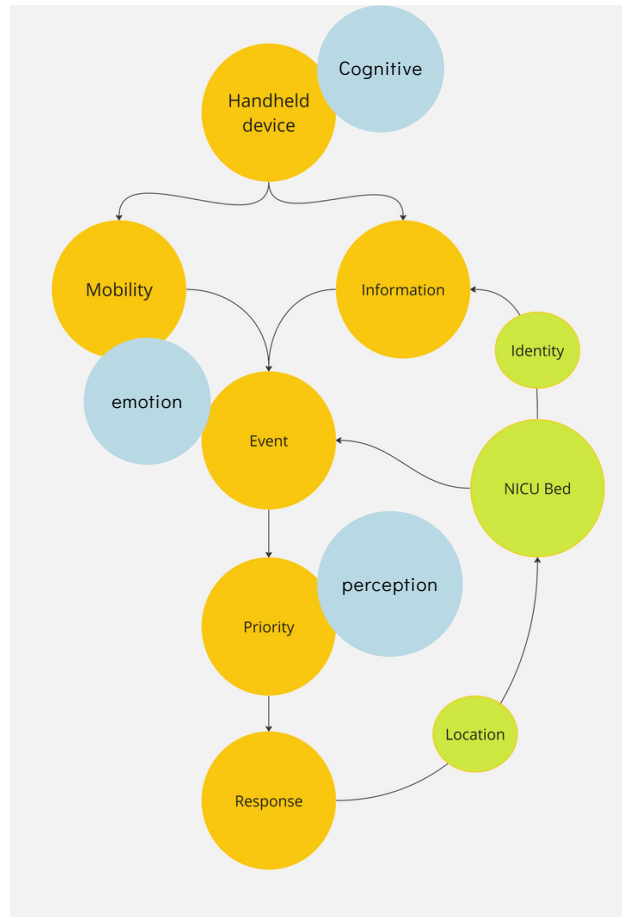 Cognitive
Handheld
device
Mobility
Information
Identity
emotion
Event
NICU Bed
perception
Priority
Location
Response